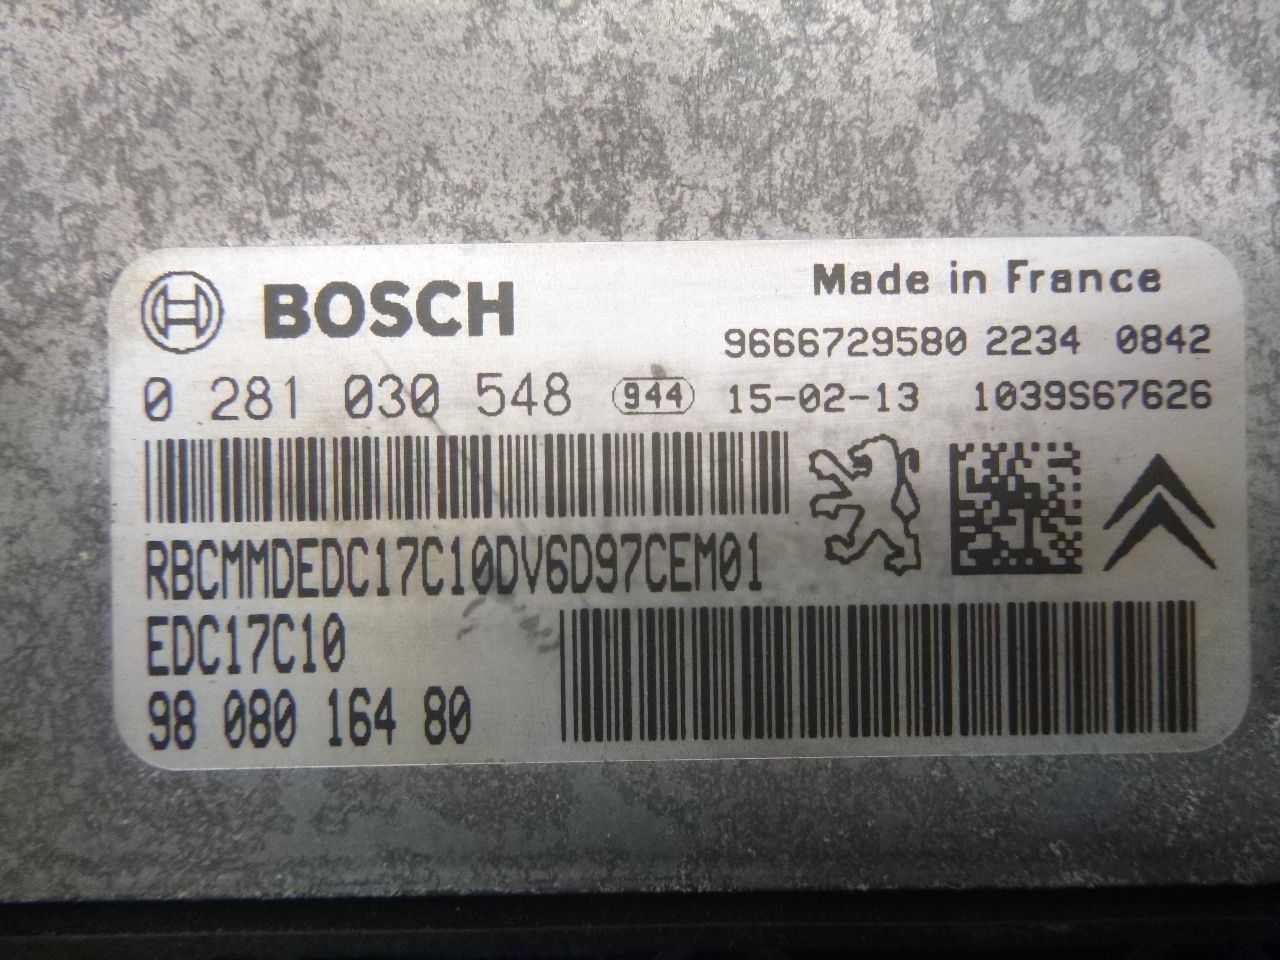 BOSCH
Made in France
9666729580 2234 0842
0 281 030 548 944 15-02-13 1039S67626
RBCMMDEDC17C10DV6D97CEM01
EDC17C10
98 080 164 80